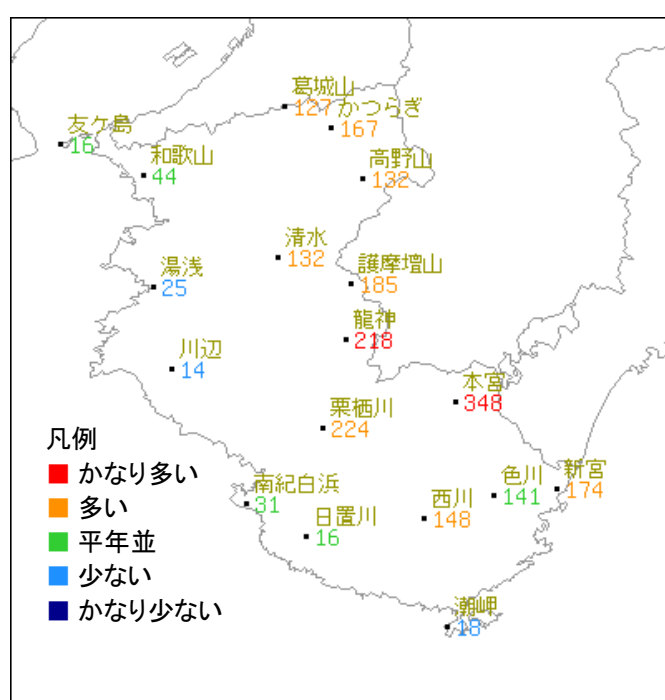 葛城山
127
かつらぎ
167
友ケ島
16
和歌山
44
高野山
132
清水
132
護摩壇山
185
湯浅
25
龍神
218
川辺
14
本宮
348
栗栖川
224
凡例
かなり多い
多い
平年並
少ない
かなり少ない
南紀白浜
31
日置川
16
西川
148
色川
141
新宮
174
潮岬
18